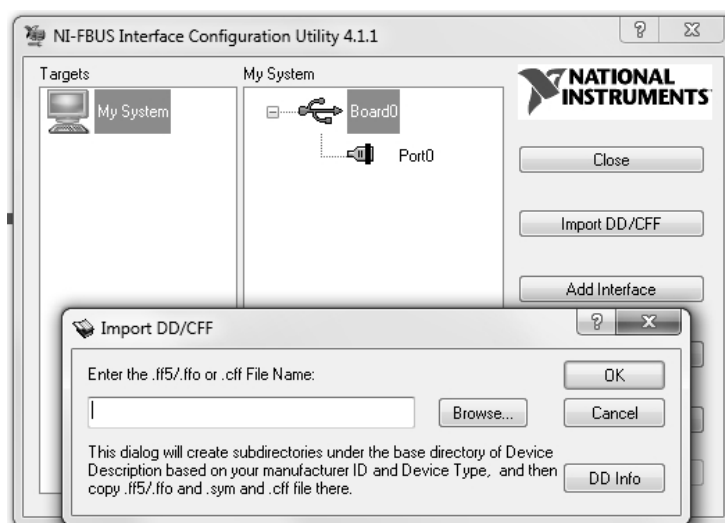 NI-FBUS Interface Configuration Utility 4.1.1
Targets
My System
My System
Board0
Port0
NATIONAL
INSTRUMENTS
Close
Import DD/CFF
Add Interface
Import DD/CFF
Enter the .ff5/.ffo or .cff File Name:
OK
Browse...
Cancel
This dialog will create subdirectories under the base directory of Device
Description based on your manufacturer ID and Device Type, and then
copy .ff5/.ffo and .sym and .cff file there.
DD Info